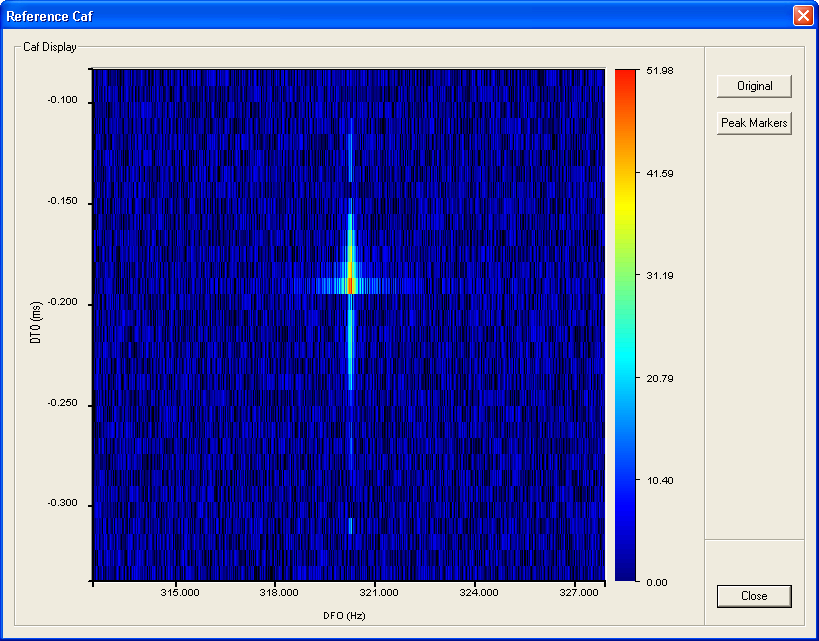 Reference Caf
Caf Display
-0.100
-0.150
-0.200
-0.250
-0.300
DTO (ms)
315.000 318.000 321.000 324.000 327.000
DFO (Hz)
51.98
41.59
31.19
20.79
10.40
0.00
Original
Peak Markers
Close